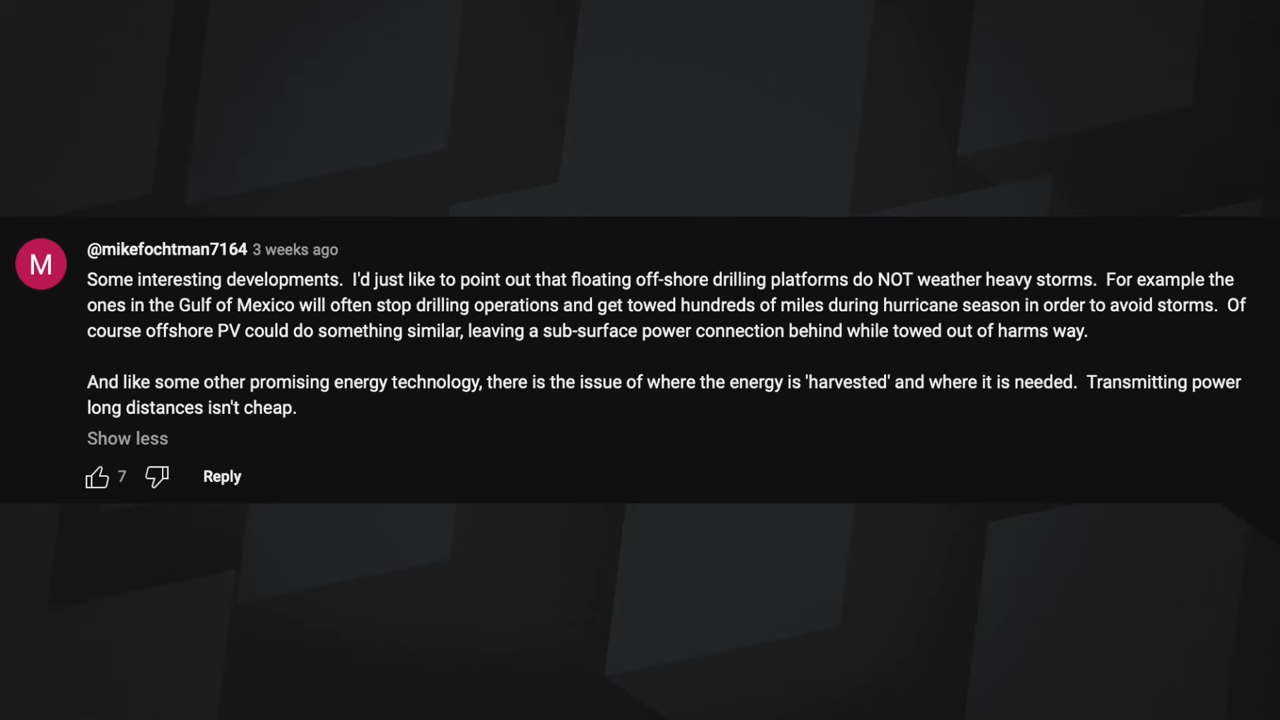 M
@mikefochtman7164 3 weeks ago
Some interesting developments.  I'd just like to point out that floating off-shore drilling platforms do NOT weather heavy storms.  For example the
ones in the Gulf of Mexico will often stop drilling operations and get towed hundreds of miles during hurricane season in order to avoid storms.  Of
course offshore PV could do something similar, leaving a sub-surface power connection behind while towed out of harms way.
And like some other promising energy technology, there is the issue of where the energy is 'harvested' and where it is needed.  Transmitting power
long distances isn't cheap.
Show less
7 Reply